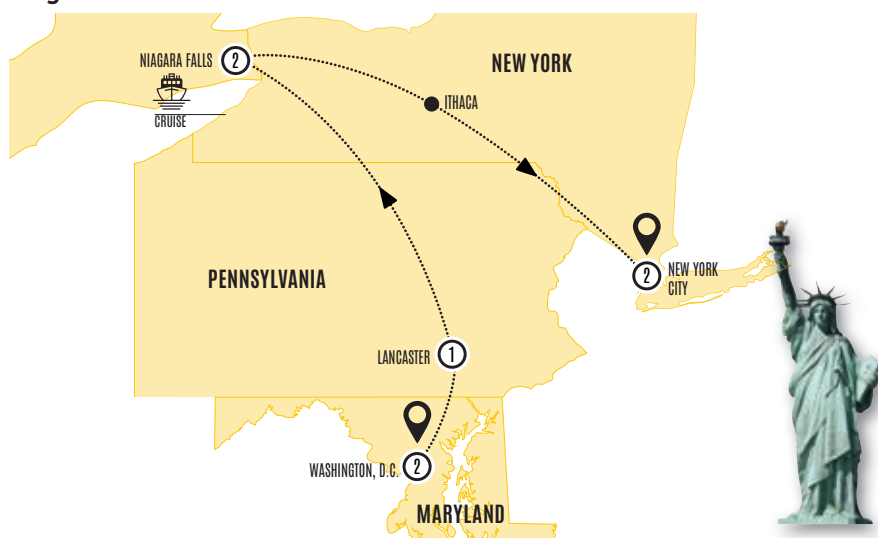 NIAGARA FALLS
2
NEW YORK
ITHACA
CRUISE
PENNSYLVANIA
2
NEW YORK
CITY
LANCASTER
1
WASHINGTON, D.C.
2
MARYLAND